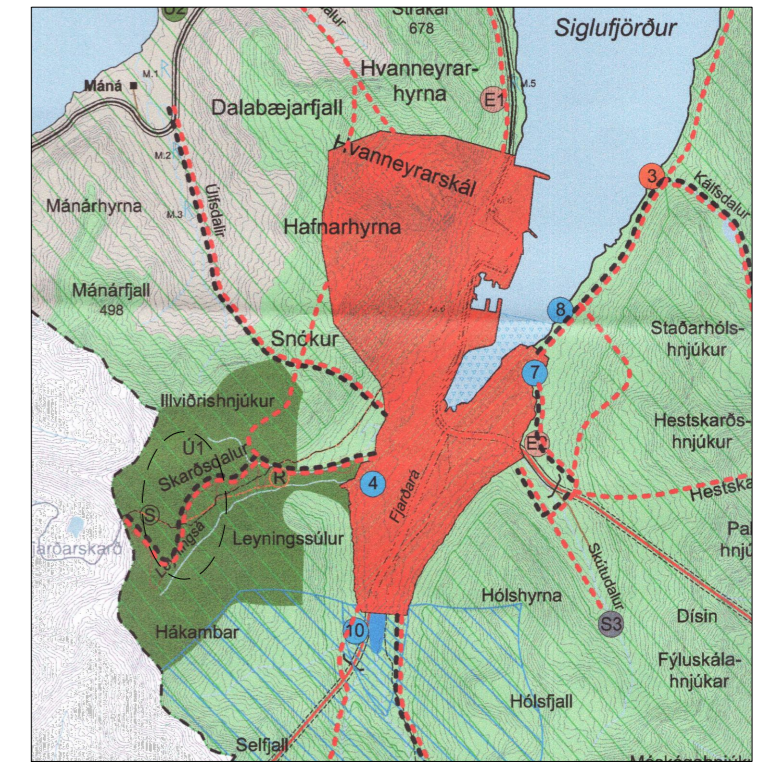 Ú2
Strákar
678
Siglufjörður
Hvanneyrar-
hyrna
Máná
M.1
M.5
E1
Dalabæjarfjall
Hvanneyrarskál
M.2
3
Kálfsdalur
Úlfsdalir
Mánárhyrna
M.3
Hafnarhyrna
Mánárfjall
498
8
Snókur
Staðarhóls-
hnjúkur
7
Illviðrishnjúkur
Hestskarðs-
hnjúkur
Ú1
Skarðsdalur
R
4
Fjarðará
Hestska
S
Leyningssúlur
Skútudalur
Hólshyrna
S3
Dísin
10
Hákambar
Fýluskála-
hnjúkar
Hólsfjall
Selfjall